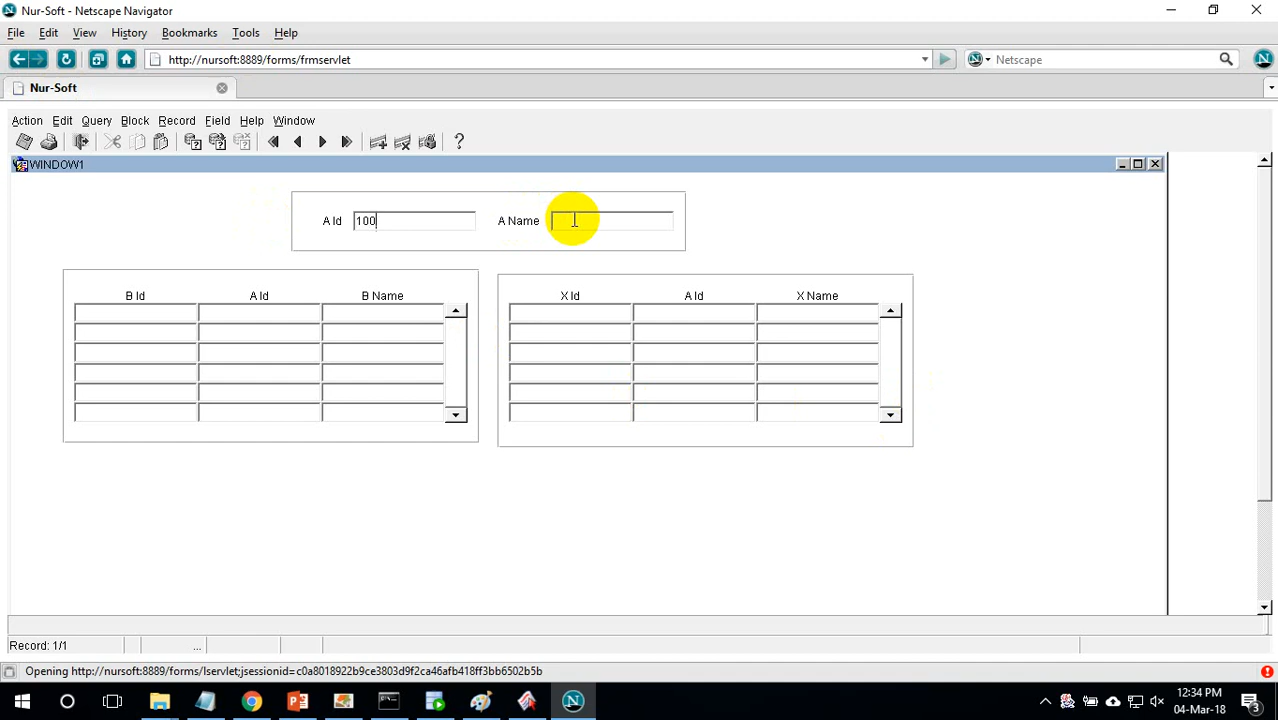 Nur-Soft - Netscape Navigator
File Edit View History Bookmarks Tools Help
http://nursoft:8889/forms/frmservlet
Netscape
Nur-Soft
Action Edit Query Block Record Field Help Window
WINDOW1
A Id 100 A Name
B Id A Id B Name X Id A Id X Name
Record: 1/1 ...
Opening http://nursoft:8889/forms/lservlet;jsessionid=c0a8018922b9ce3803d9f2ca46afb418ff3bb6502b5b
12:34 PM
04-Mar-18
3